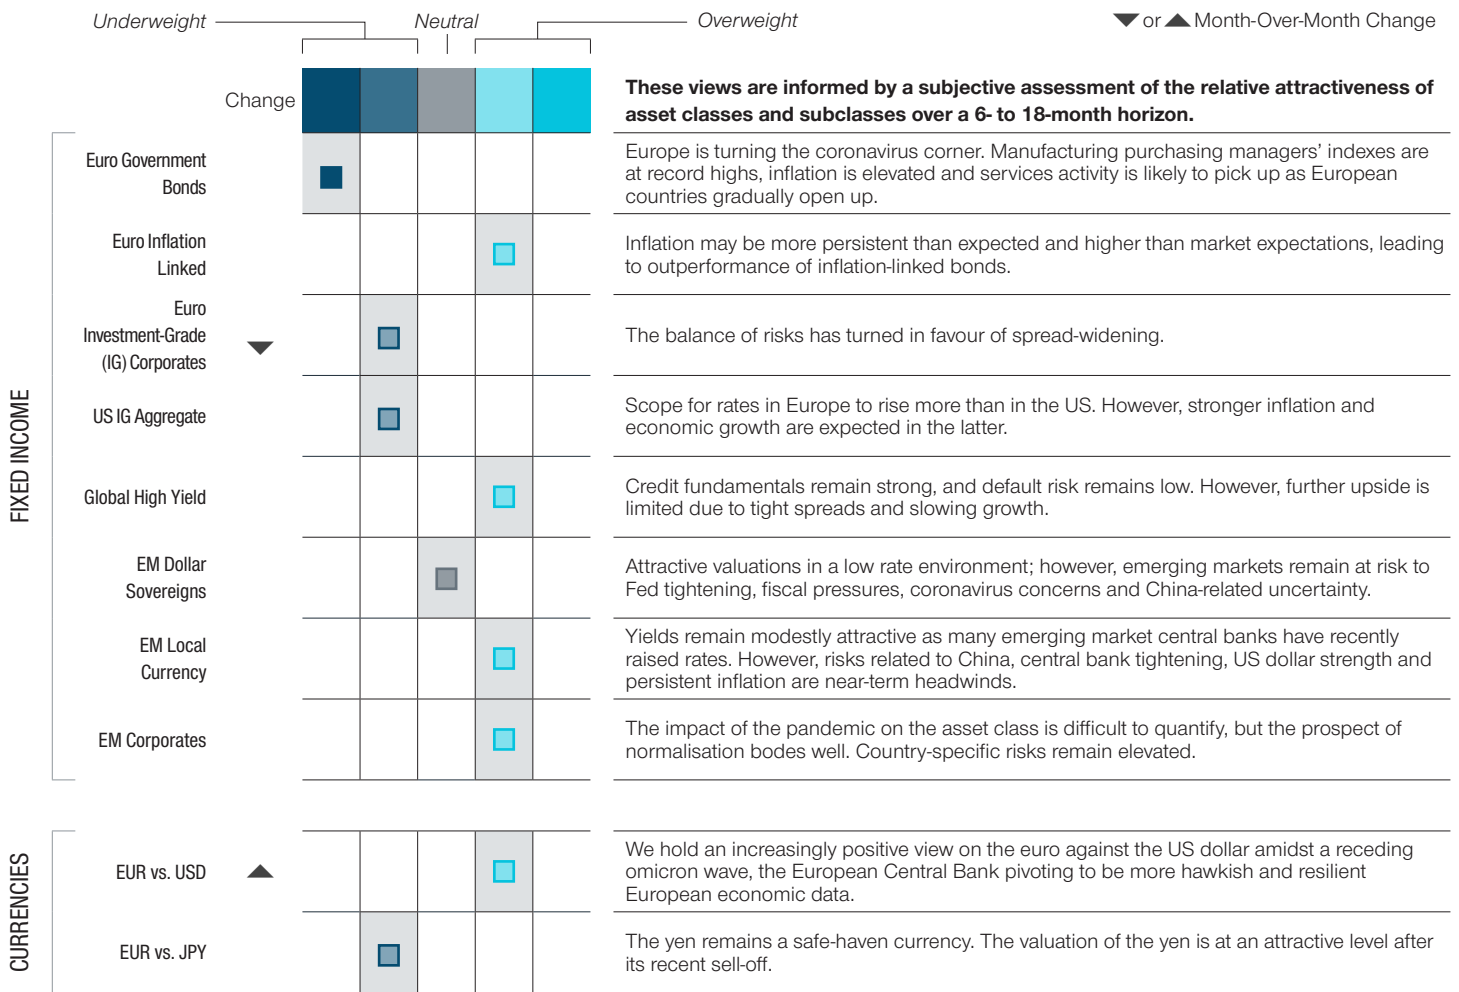 Underweight
Neutral
Overweight
▼ or ▲ Month-Over-Month Change
Change
These views are informed by a subjective assessment of the relative attractiveness of
asset classes and subclasses over a 6- to 18-month horizon.
FIXED INCOME
Euro Government
Bonds
Europe is turning the coronavirus corner. Manufacturing purchasing managers’ indexes are
at record highs, inflation is elevated and services activity is likely to pick up as European
countries gradually open up.
Euro Inflation
Linked
Inflation may be more persistent than expected and higher than market expectations, leading
to outperformance of inflation-linked bonds.
Euro
Investment-Grade
(IG) Corporates
▼
The balance of risks has turned in favour of spread-widening.
US IG Aggregate
Scope for rates in Europe to rise more than in the US. However, stronger inflation and
economic growth are expected in the latter.
Global High Yield
Credit fundamentals remain strong, and default risk remains low. However, further upside is
limited due to tight spreads and slowing growth.
EM Dollar
Sovereigns
Attractive valuations in a low rate environment; however, emerging markets remain at risk to
Fed tightening, fiscal pressures, coronavirus concerns and China-related uncertainty.
EM Local
Currency
Yields remain modestly attractive as many emerging market central banks have recently
raised rates. However, risks related to China, central bank tightening, US dollar strength and
persistent inflation are near-term headwinds.
EM Corporates
The impact of the pandemic on the asset class is difficult to quantify, but the prospect of
normalisation bodes well. Country-specific risks remain elevated.
CURRENCIES
EUR vs. USD
▲
We hold an increasingly positive view on the euro against the US dollar amidst a receding
omicron wave, the European Central Bank pivoting to be more hawkish and resilient
European economic data.
EUR vs. JPY
The yen remains a safe-haven currency. The valuation of the yen is at an attractive level after
its recent sell-off.